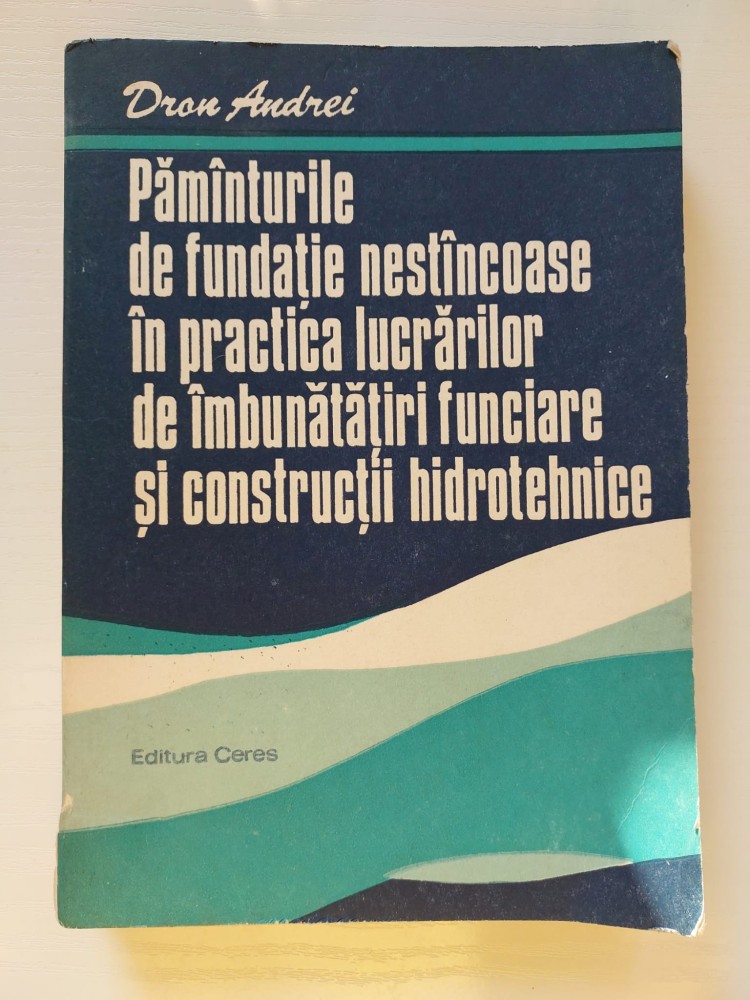 Dron Andrei
Pămînturile
de fundație nestîncoase
în practica lucrărilor
de îmbunătățiri funciare
și construcții hidrotehnice
Editura Ceres